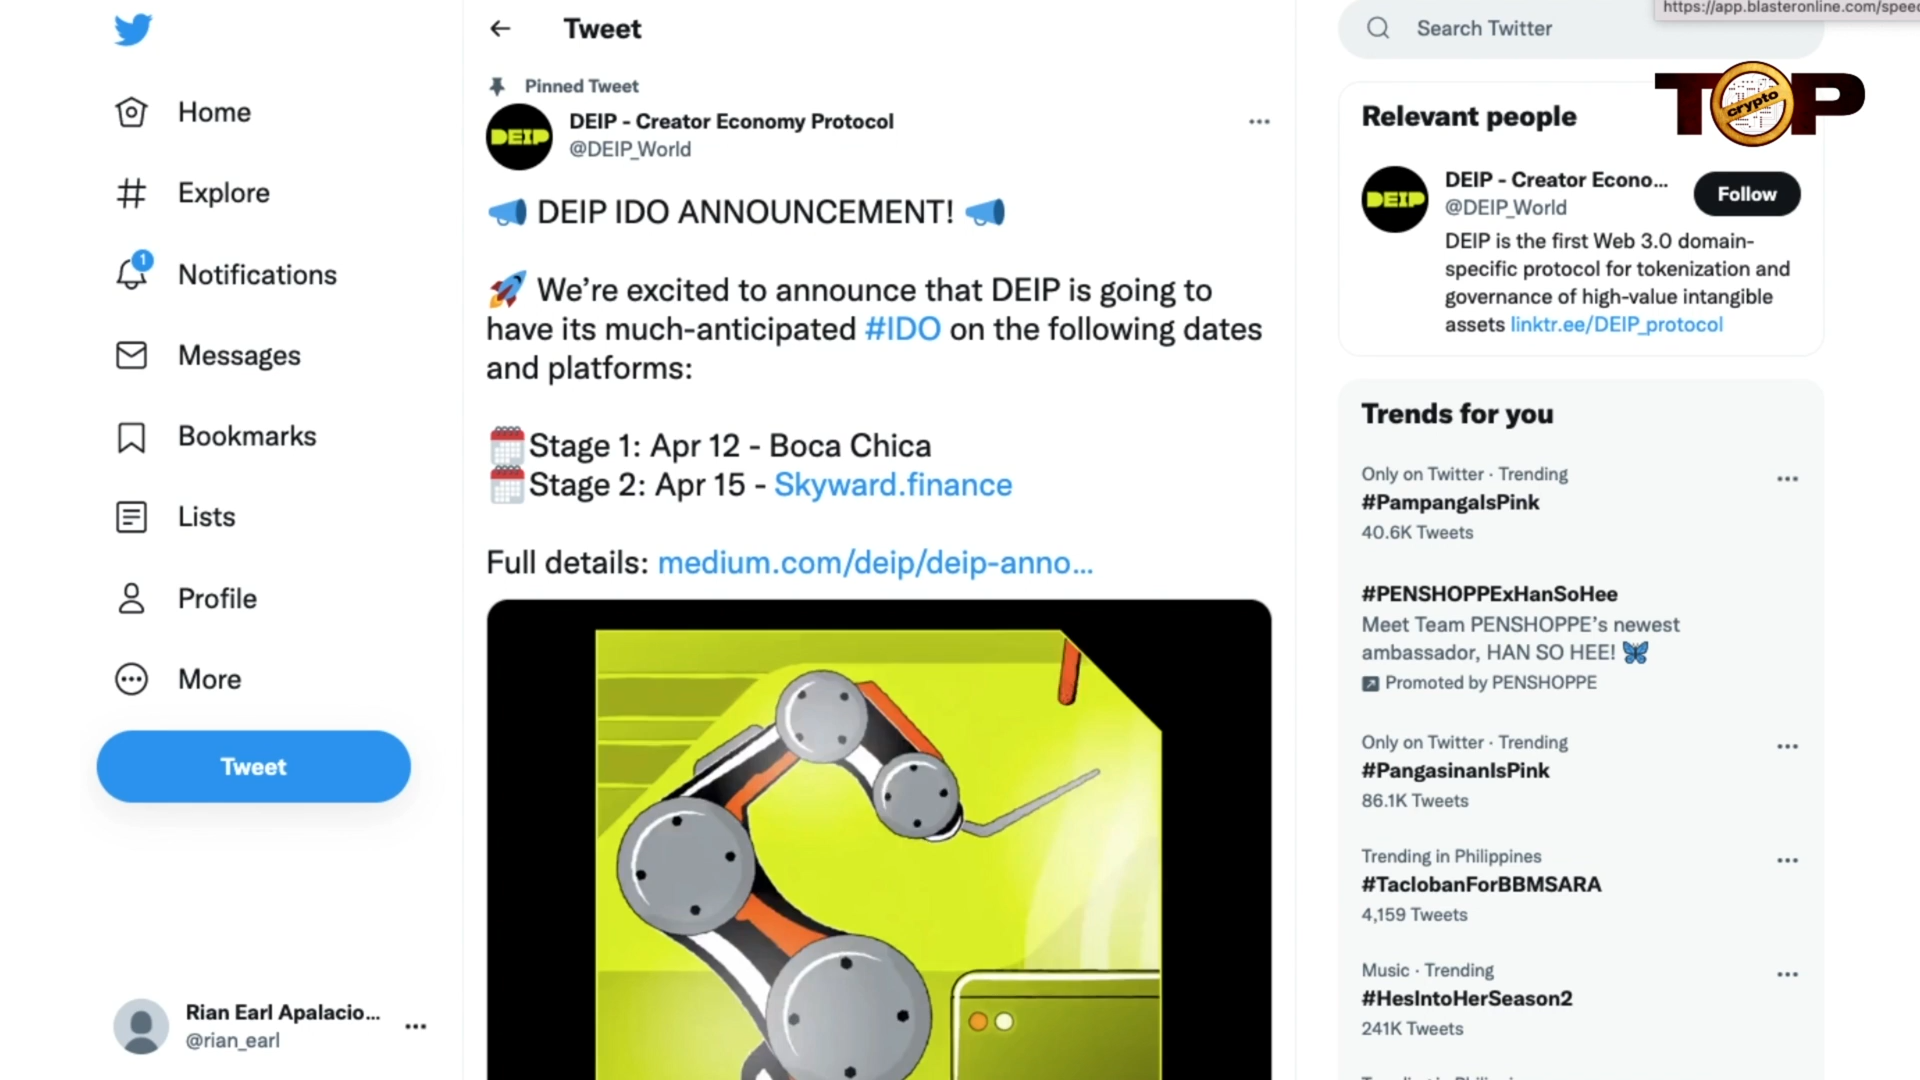 https://app.blasteronline.com/speed
Home
Explore
1
Notifications
Messages
Bookmarks
Lists
Profile
More
Tweet
Rian Earl Apalacio...
@rian_earl
Tweet
Pinned Tweet
DEIP
DEIP - Creator Economy Protocol
@DEIP_World
DEIP IDO ANNOUNCEMENT!
We’re excited to announce that DEIP is going to
have its much-anticipated #IDO on the following dates
and platforms:
Stage 1: Apr 12 - Boca Chica
Stage 2: Apr 15 - Skyward.finance
Full details: medium.com/deip/deip-anno...
Search Twitter
TOP
crypto
Relevant people
DEIP
DEIP - Creator Econo...
@DEIP_World
Follow
DEIP is the first Web 3.0 domain-
specific protocol for tokenization and
governance of high-value intangible
assets linktr.ee/DEIP_protocol
Trends for you
Only on Twitter · Trending
#PampangaIsPink
40.6K Tweets
#PENSHOPPExHanSoHee
Meet Team PENSHOPPE’s newest
ambassador, HAN SO HEE!
Promoted by PENSHOPPE
Only on Twitter · Trending
#PangasinanIsPink
86.1K Tweets
Trending in Philippines
#TaclobanForBBMSARA
4,159 Tweets
Music · Trending
#HesIntoHerSeason2
241K Tweets